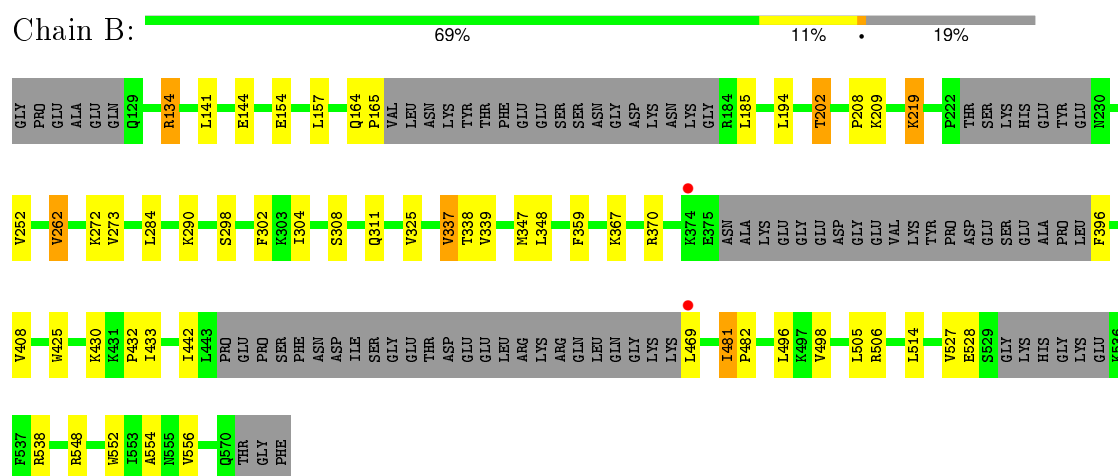 Chain B:
69% 11% • 19%
GLY PRO GLU ALA GLU GLN Q129 R134 L141 E144 E154 L157 Q164 P165 VAL LEU ASN LYS TYR THR PHE GLU GLU SER SER ASN GLY ASP LYS ASN LYS GLY R184 L185 L194 T202 P208 K209 K219 P222 THR SER LYS HIS GLU TYR GLU N230
V252 V262 K272 V273 L284 K290 S298 F302 K303 I304 S308 Q311 V325 V337 T338 V339 M347 L348 F359 K367 R370 K374 E375 ASN ALA LYS GLU GLY GLU ASP GLY GLU VAL LYS TYR PRO ASP GLU SER GLU ALA PRO LEU F396
V408 W425 K430 K431 P432 I433 I442 L443 PRO GLU PRO SER PHE ASN ASP ILE SER GLY GLU THR ASP GLU GLU LEU ARG LYS ARG GLN LEU GLN GLY LYS LYS L469 I481 P482 L496 K497 V498 L505 R506 L514 V527 E528 S529 GLY LYS HIS GLY LYS GLU K536
F537 R538 R548 W552 I553 A554 N555 V556 Q570 THR GLY PHE